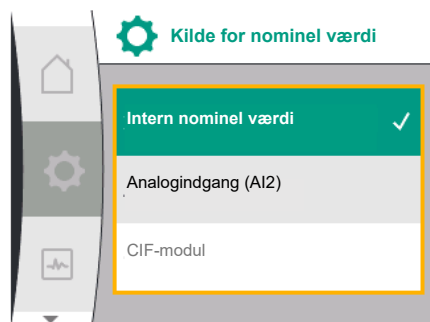 Kilde for nominel værdi
Intern nominel værdi
Analogindgang (AI2)
CIF-modul